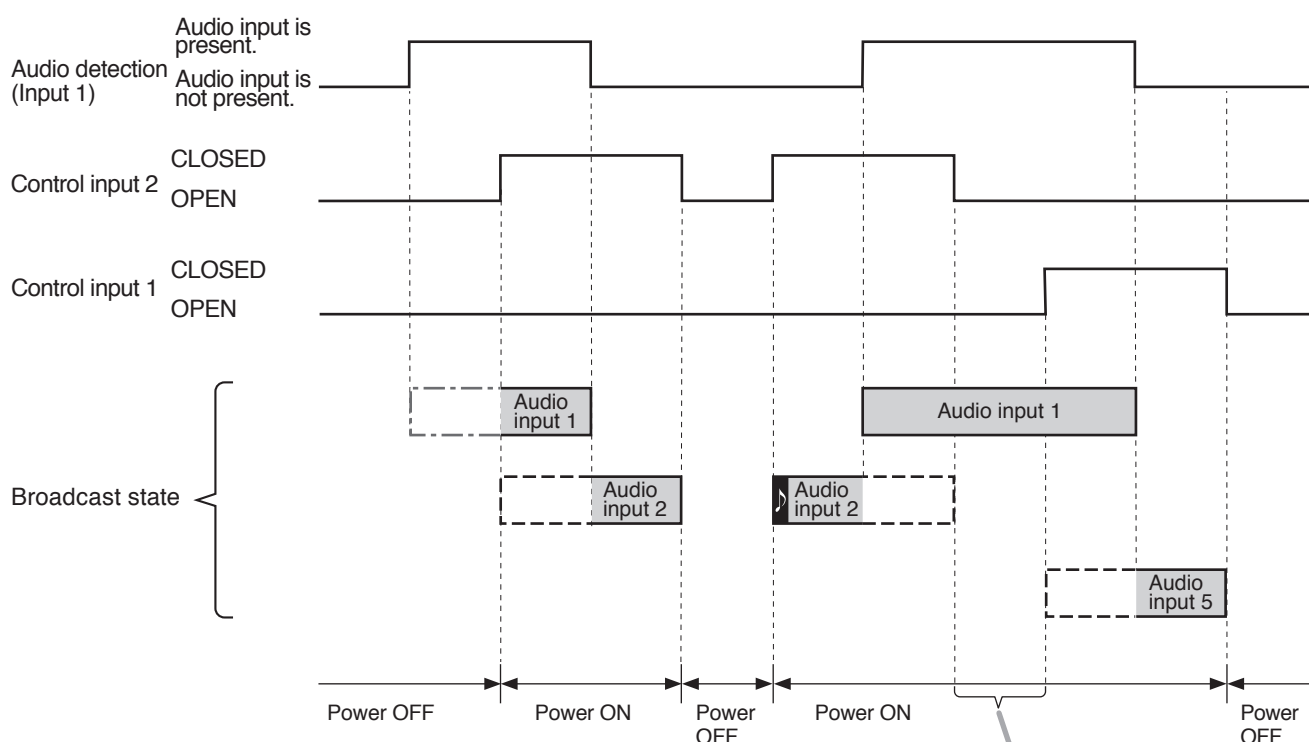 Audio input is
present.
Audio detection
(Input 1)
Audio input is
not present.
CLOSED
Control input 2
OPEN
CLOSED
Control input 1
OPEN
Audio
input 1
Audio input 1
Broadcast state
Audio
input 2
Audio
input 2
Audio
input 5
Power OFF
Power ON
Power
OFF
Power ON
Power
OFF